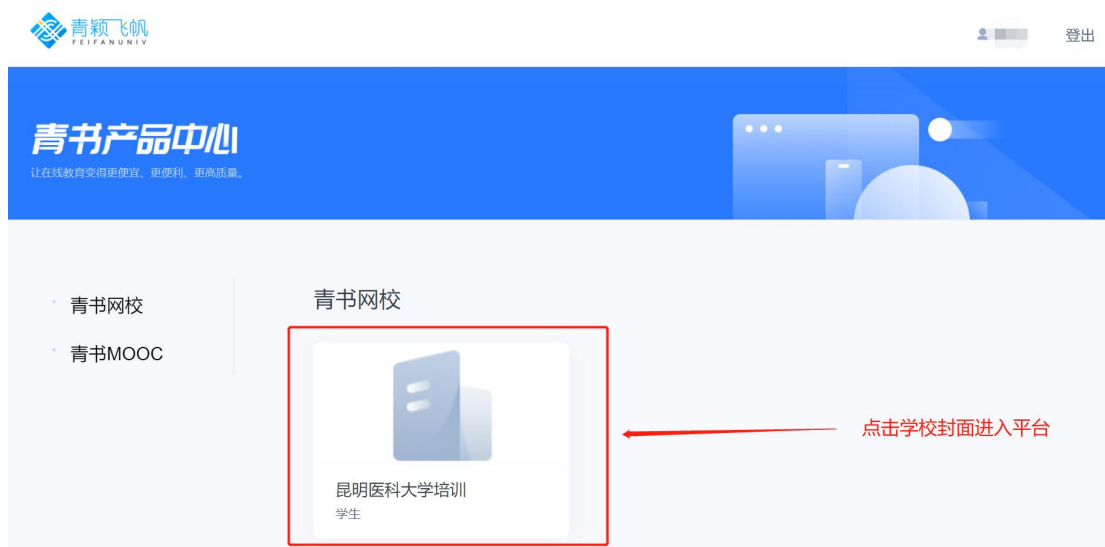 青颖飞帆
FEIFANUNIV
登出
青书产品中心
让在线教育变得更便宜、更便利、更高质量。
青书网校
青书MOOC
青书网校
昆明医科大学培训
学生
点击学校封面进入平台